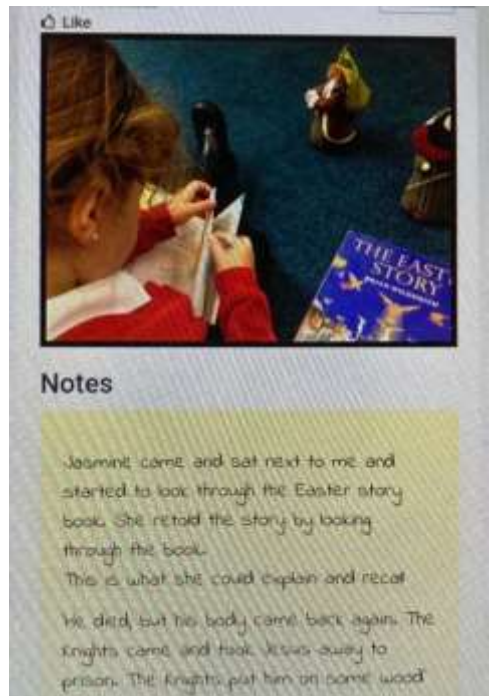 Like
THE EAST
STORY
BRIAN WILDSMITH
Notes
Jasmine came and sat next to me and
started to look through the Easter story
book. She retold the story by looking
through the book.
This is what she could explain and recall
He died, but his body came back again. The
Knights came and took Jesus away to
prison. The Knights put him on some wood